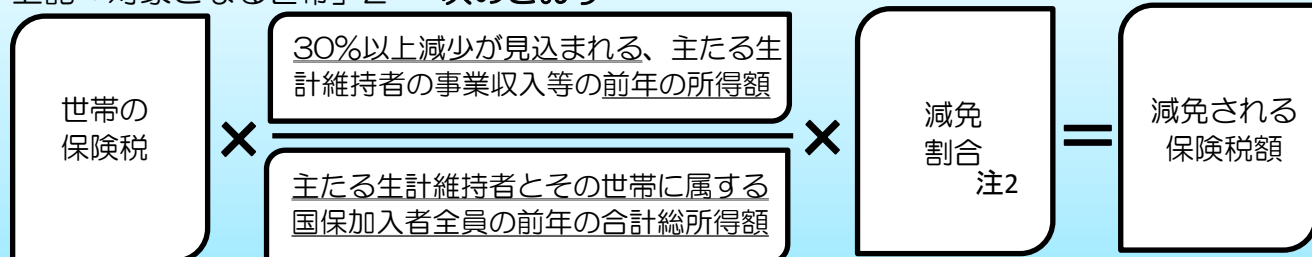 世帯の
保険税
×
30%以上減少が見込まれる、主たる生
計維持者の事業収入等の前年の所得額
主たる生計維持者とその世帯に属する
国保加入者全員の前年の合計総所得額
×
減免
割合
注2
=
減免される
保険税額